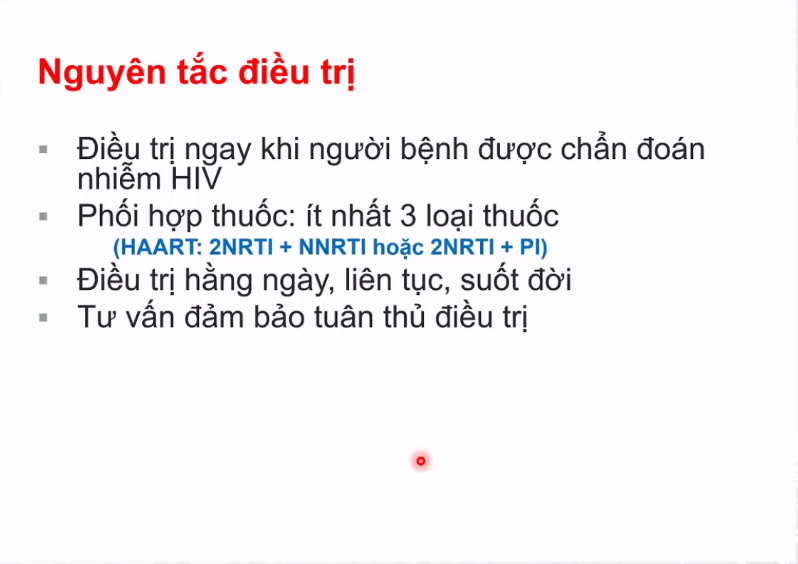 Nguyên tắc điều trị
▪ Điều trị ngay khi người bệnh được chẩn đoán
nhiễm HIV
▪ Phối hợp thuốc: ít nhất 3 loại thuốc
(HAART: 2NRTI + NNRTI hoặc 2NRTI + PI)
▪ Điều trị hằng ngày, liên tục, suốt đời
▪ Tư vấn đảm bảo tuân thủ điều trị